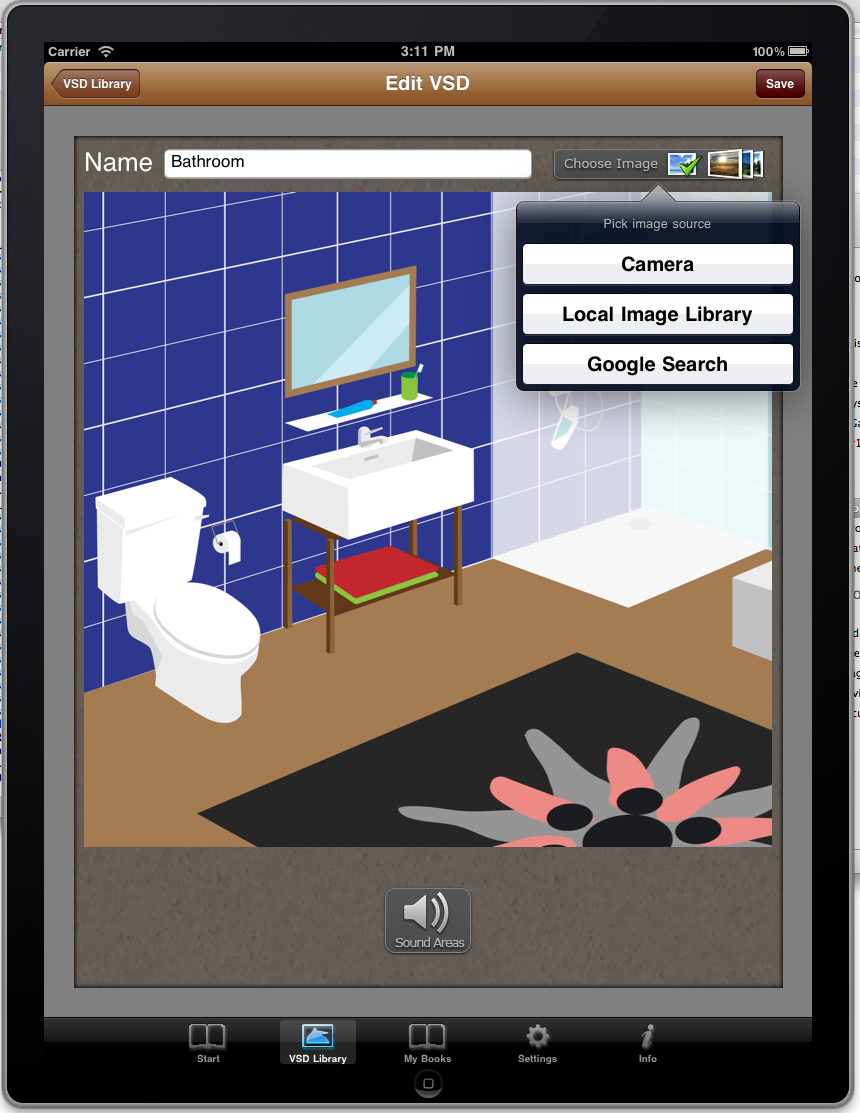 Carrier 3:11 PM 100%
VSD Library Edit VSD Save
Name Bathroom Choose Image
Pick image source
Camera
Local Image Library
Google Search
Sound Areas
Start VSD Library My Books Settings Info